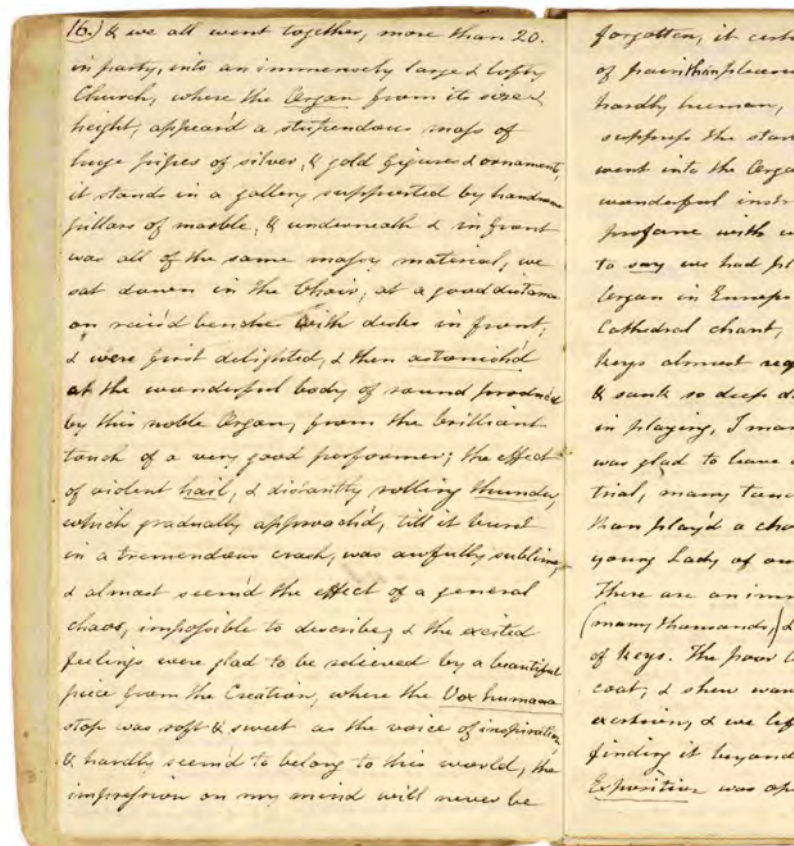 16.) & we all went together, more than 20.
in party, into an immensely large & lofty
Church, where the Organ from its size &
height, appear'd a stupendous mass of
huge pipes of silver, & gold figures & ornaments,
it stands in a gallery supported by handsome
pillars of marble, & underneath & in front
was all of the same massy material, we
sat down in the Choir, at a good distance
on rais'd benches with desks in front,
& were first delighted, & then astonish'd
at the wonderful body of sound produc'd
by this noble Organ, from the brilliant
touch of a very good performer; the effect
of violent hail, & distantly rolling thunder,
which gradually approach'd, till it burst
in a tremendous crash, was awfully sublime,
& almost seem'd the effect of a general
chaos, impossible to describe, & the excited
feelings were glad to be relieved by a beautiful
piece from the Creation, where the Vox humana
stop was soft & sweet as the voice of inspiration,
& hardly seem'd to belong to this world, the
impression on my mind will never be
forgotten, it
of pain than
hardly human,
suppress the
went into the
wonderful
profane with
to say we had
Organ in Europe
Cathedral chant,
keys almost
& sank so deep
in playing, I
was glad to leave
trial, many
than play'd a
young Lady of
There are an
(many thousands,) &
of keys. The poor
coat, & shew
exertion, & we
finding it beyond
Exposition was